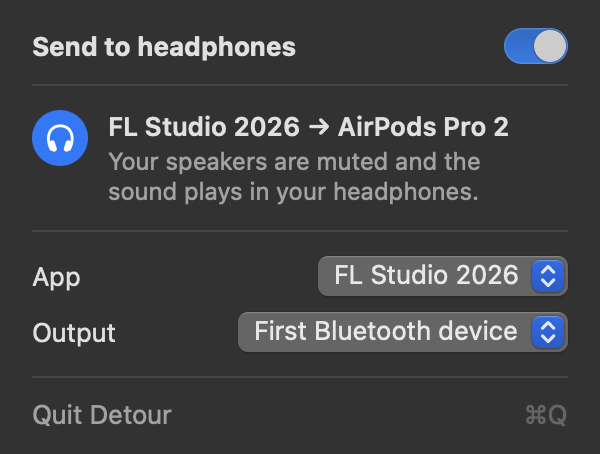 Send to headphones
FL Studio 2026 → AirPods Pro 2
Your speakers are muted and the
sound plays in your headphones.
App
FL Studio 2026
Output
First Bluetooth device
Quit Detour
⌘Q